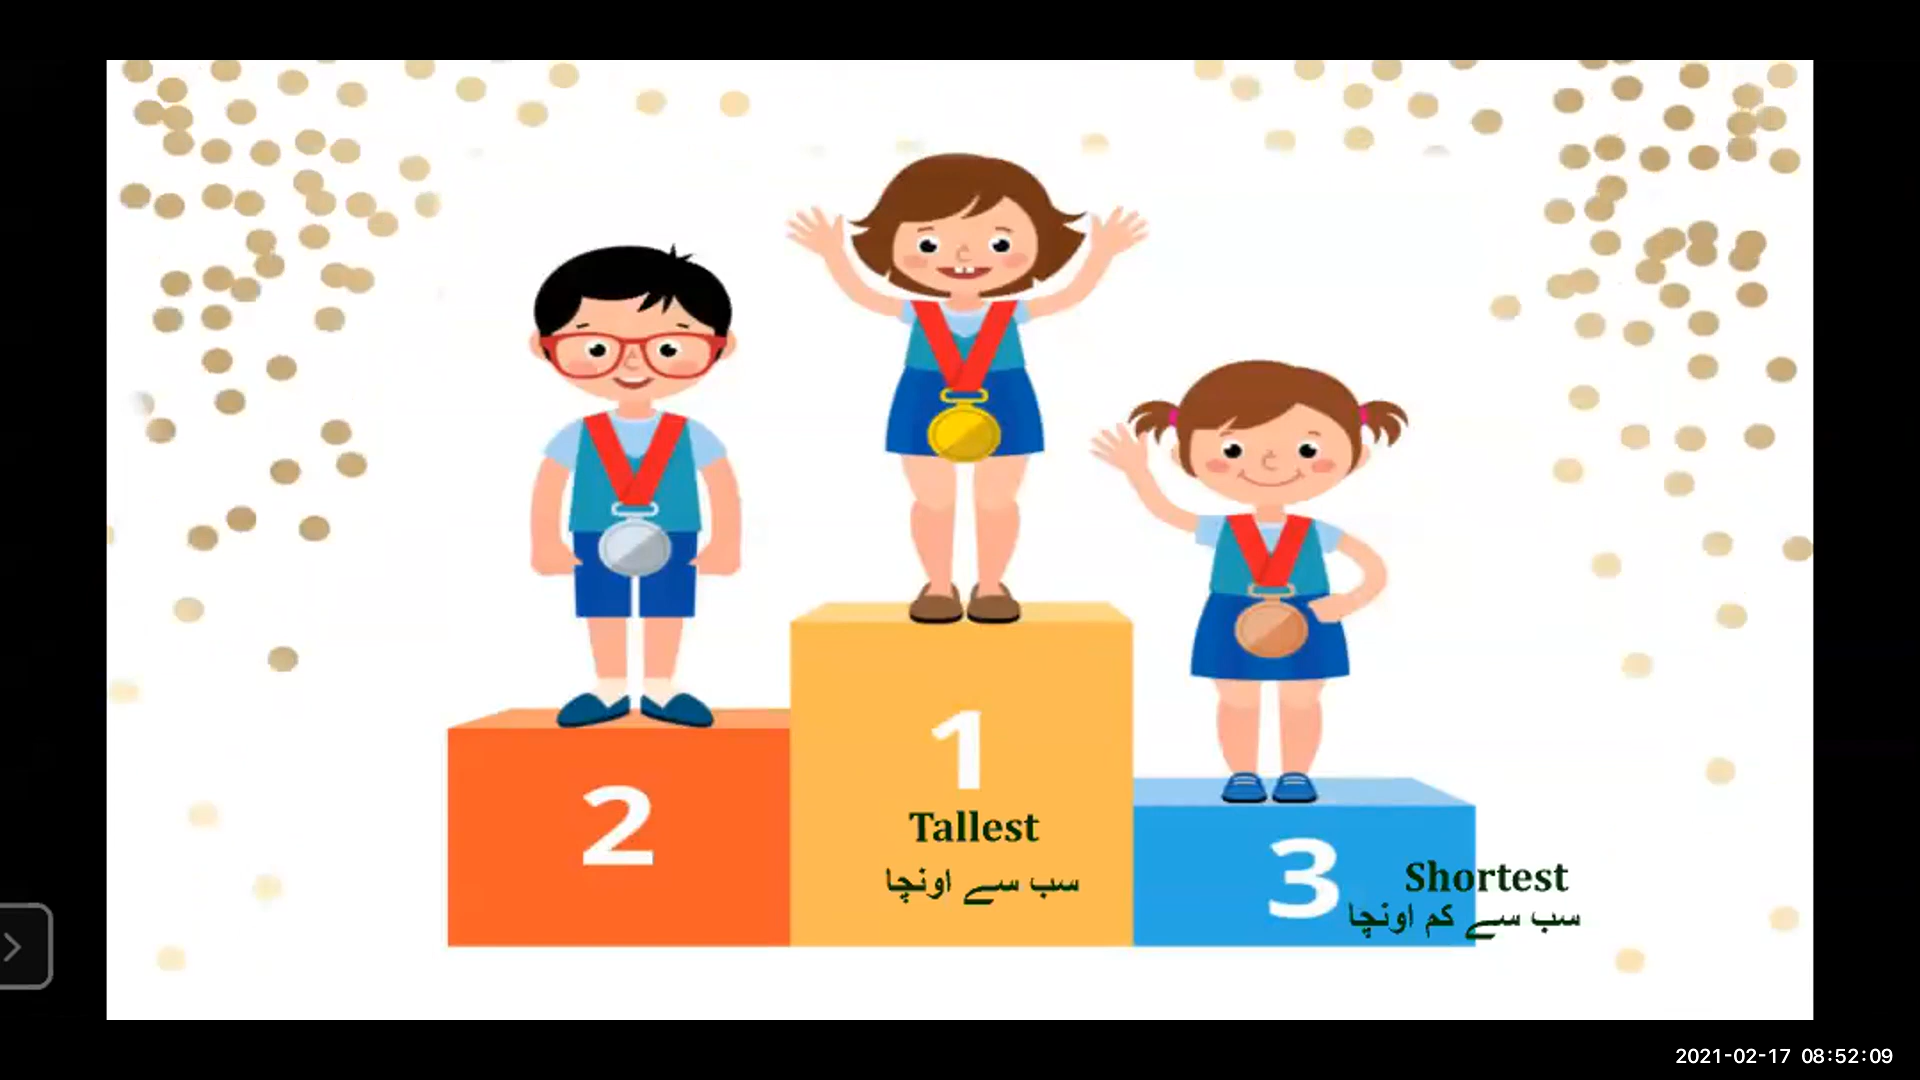 2
1
Tallest
سب سے اونچا
3
Shortest
سب سے کم اونچا
2021-02-17 08:52:09